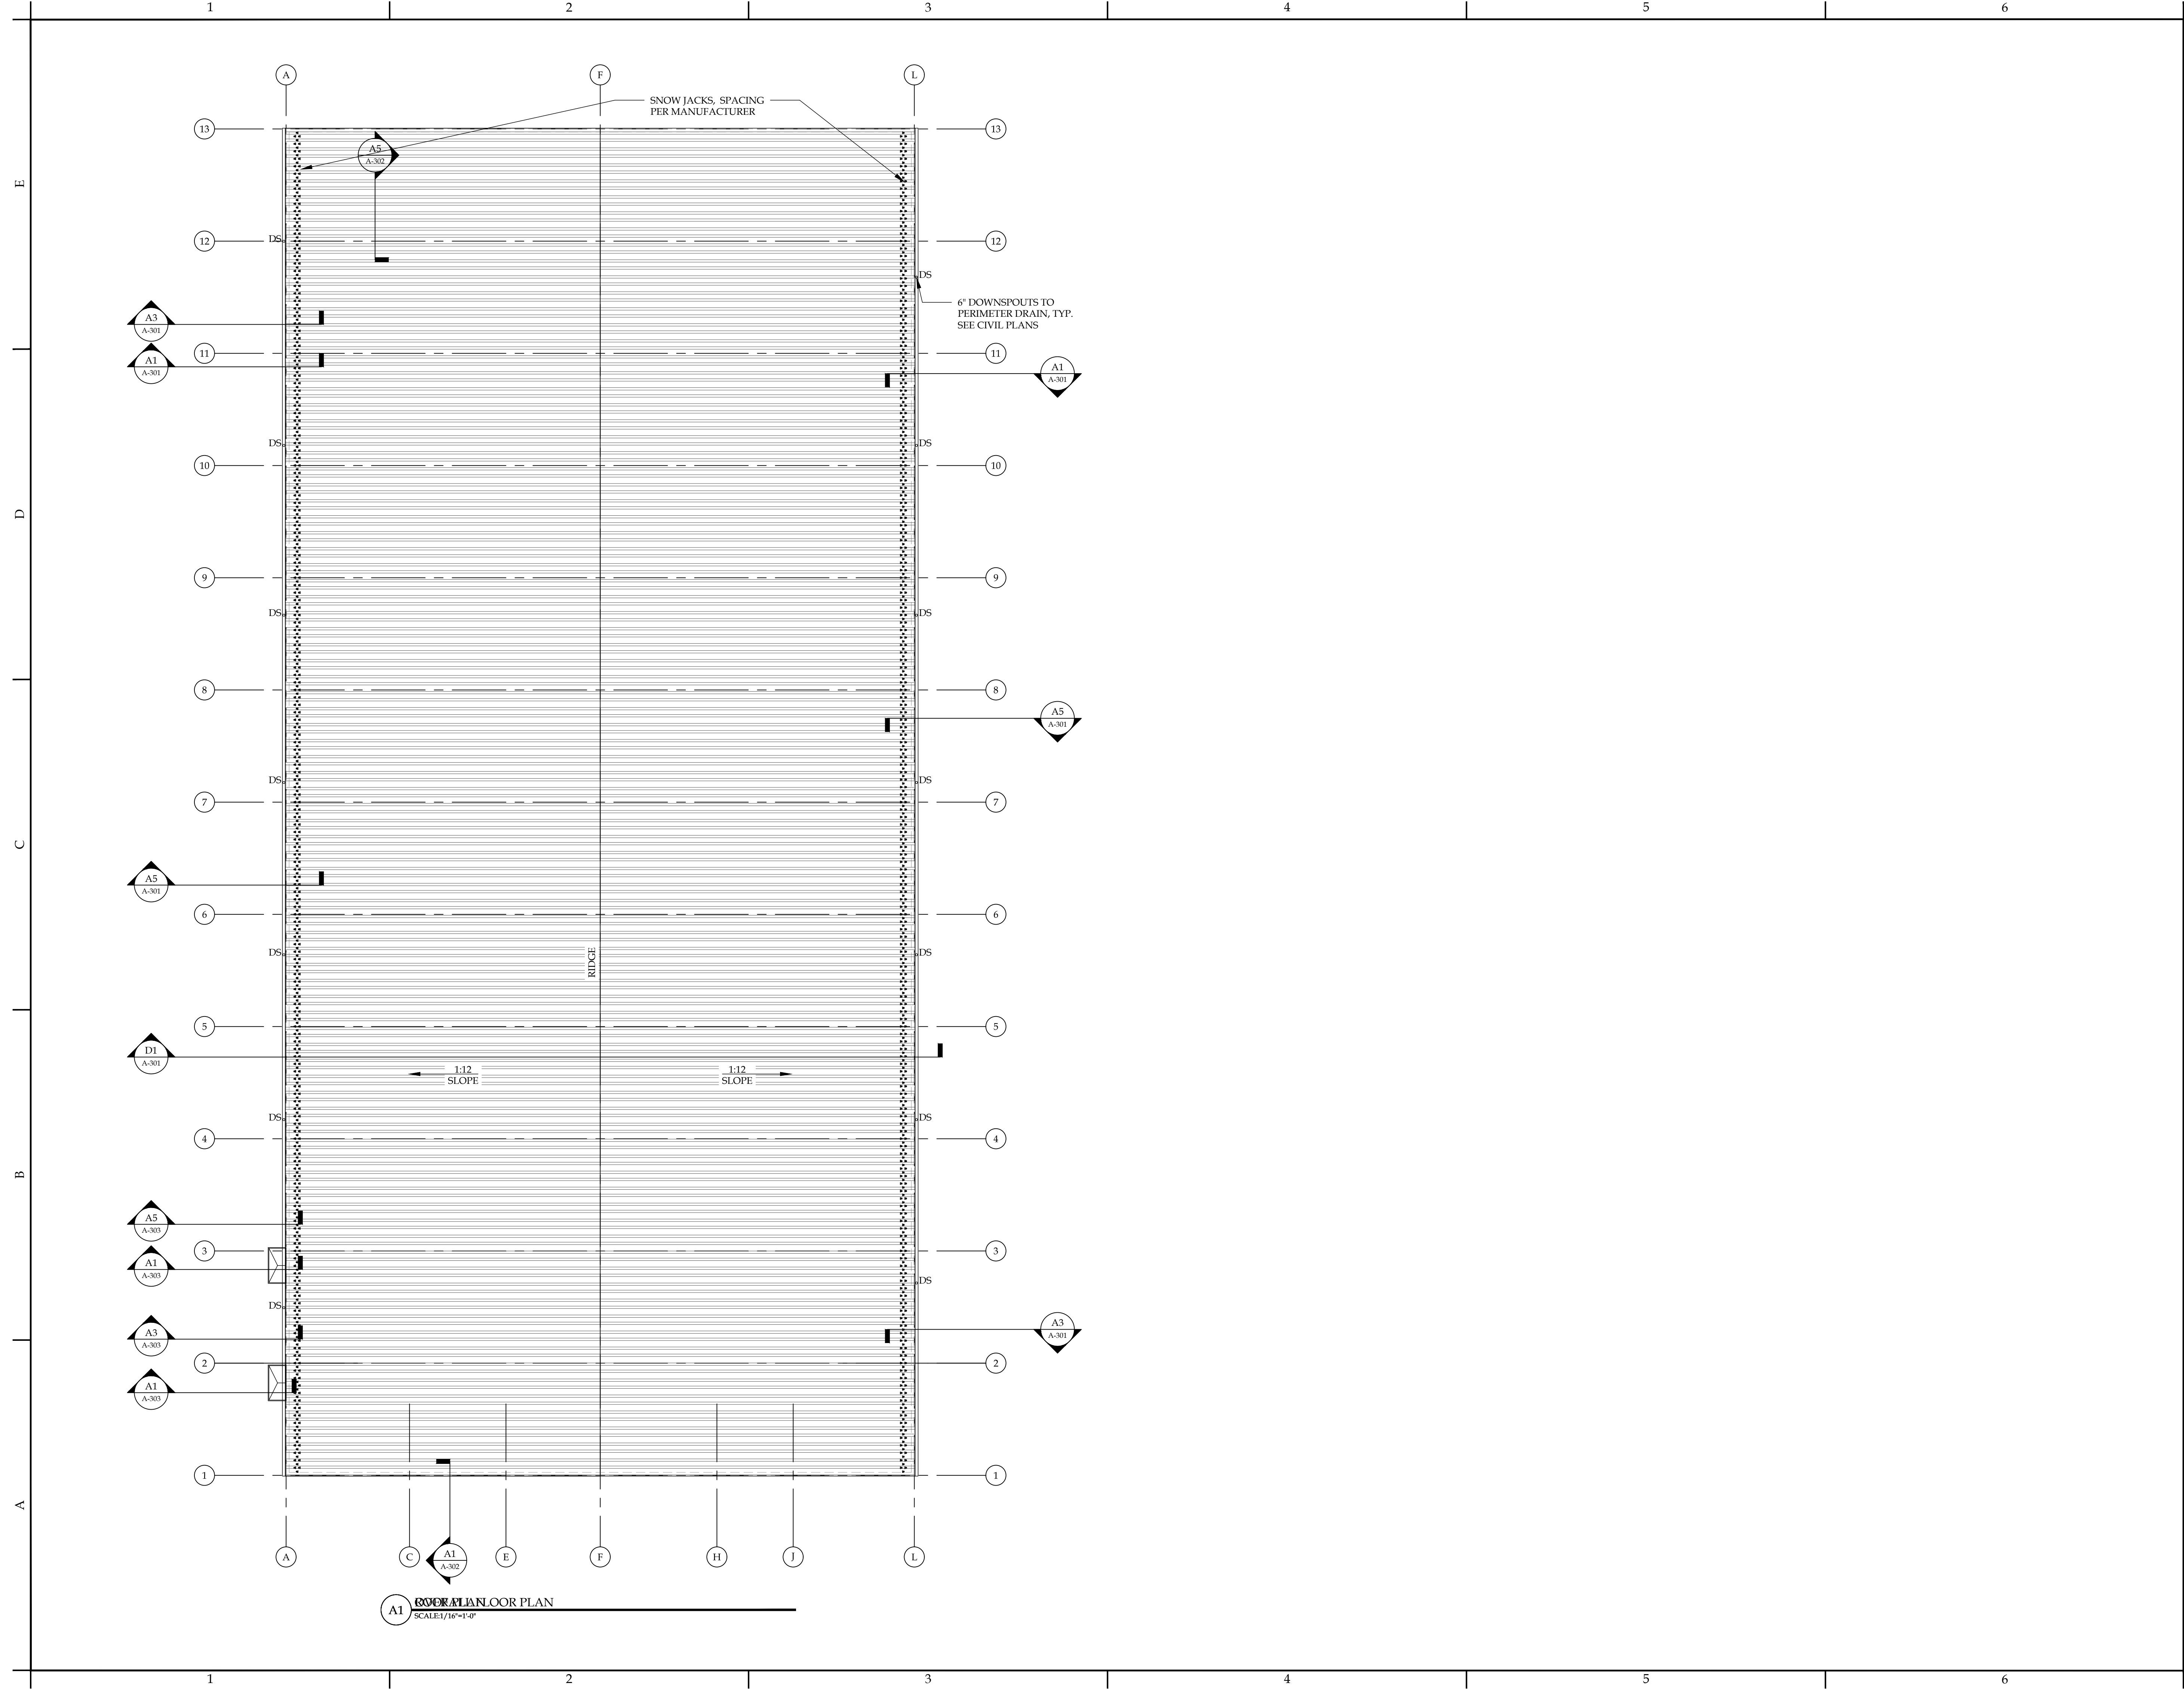 1 2 3 4 5 6
A F L
SNOW JACKS, SPACING
PER MANUFACTURER
13 13
A5
A-302
E
12 DS 12
DS
6" DOWNSPOUTS TO
PERIMETER DRAIN, TYP.
SEE CIVIL PLANS
A3
A-301
11 11
A1
A-301
A1
A-301
DS DS
10 10
D
9 9
DS DS
8 8
A5
A-301
DS DS
7 7
C
A5
A-301
6 6
DS DS
RIDGE
5 5
D1
A-301
1:12
SLOPE
1:12
SLOPE
DS DS
4 4
B
A5
A-303
3 3
A1
A-303
DS
DS
A3
A-303
A3
A-301
2 2
A1
A-303
1 1
A
A C E F H J L
A1
A-302
A1
ROOF PLAN
OVERALL FLOOR PLAN
SCALE:1/16"=1'-0"
1 2 3 4 5 6